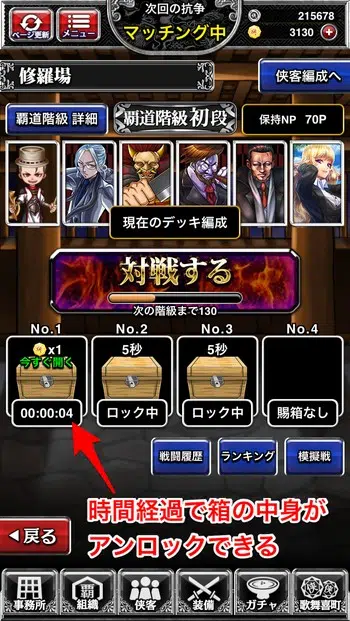 ページ更新
メニュー
次回の抗争
マッチング中
215678
3130
修羅場
侠客編成へ
覇道階級 詳細
覇道階級 初段
保持NP 70P
現在のデッキ編成
対戦する
次の階級まで130
No.1
No.2
No.3
No.4
x1
今すぐ開く
5秒
5秒
00:00:04
ロック中
ロック中
賜箱なし
戦闘履歴
ランキング
模擬戦
時間経過で箱の中身が
アンロックできる
戻る
事務所
覇
組織
侠客
装備
ガチャ
歌舞喜町